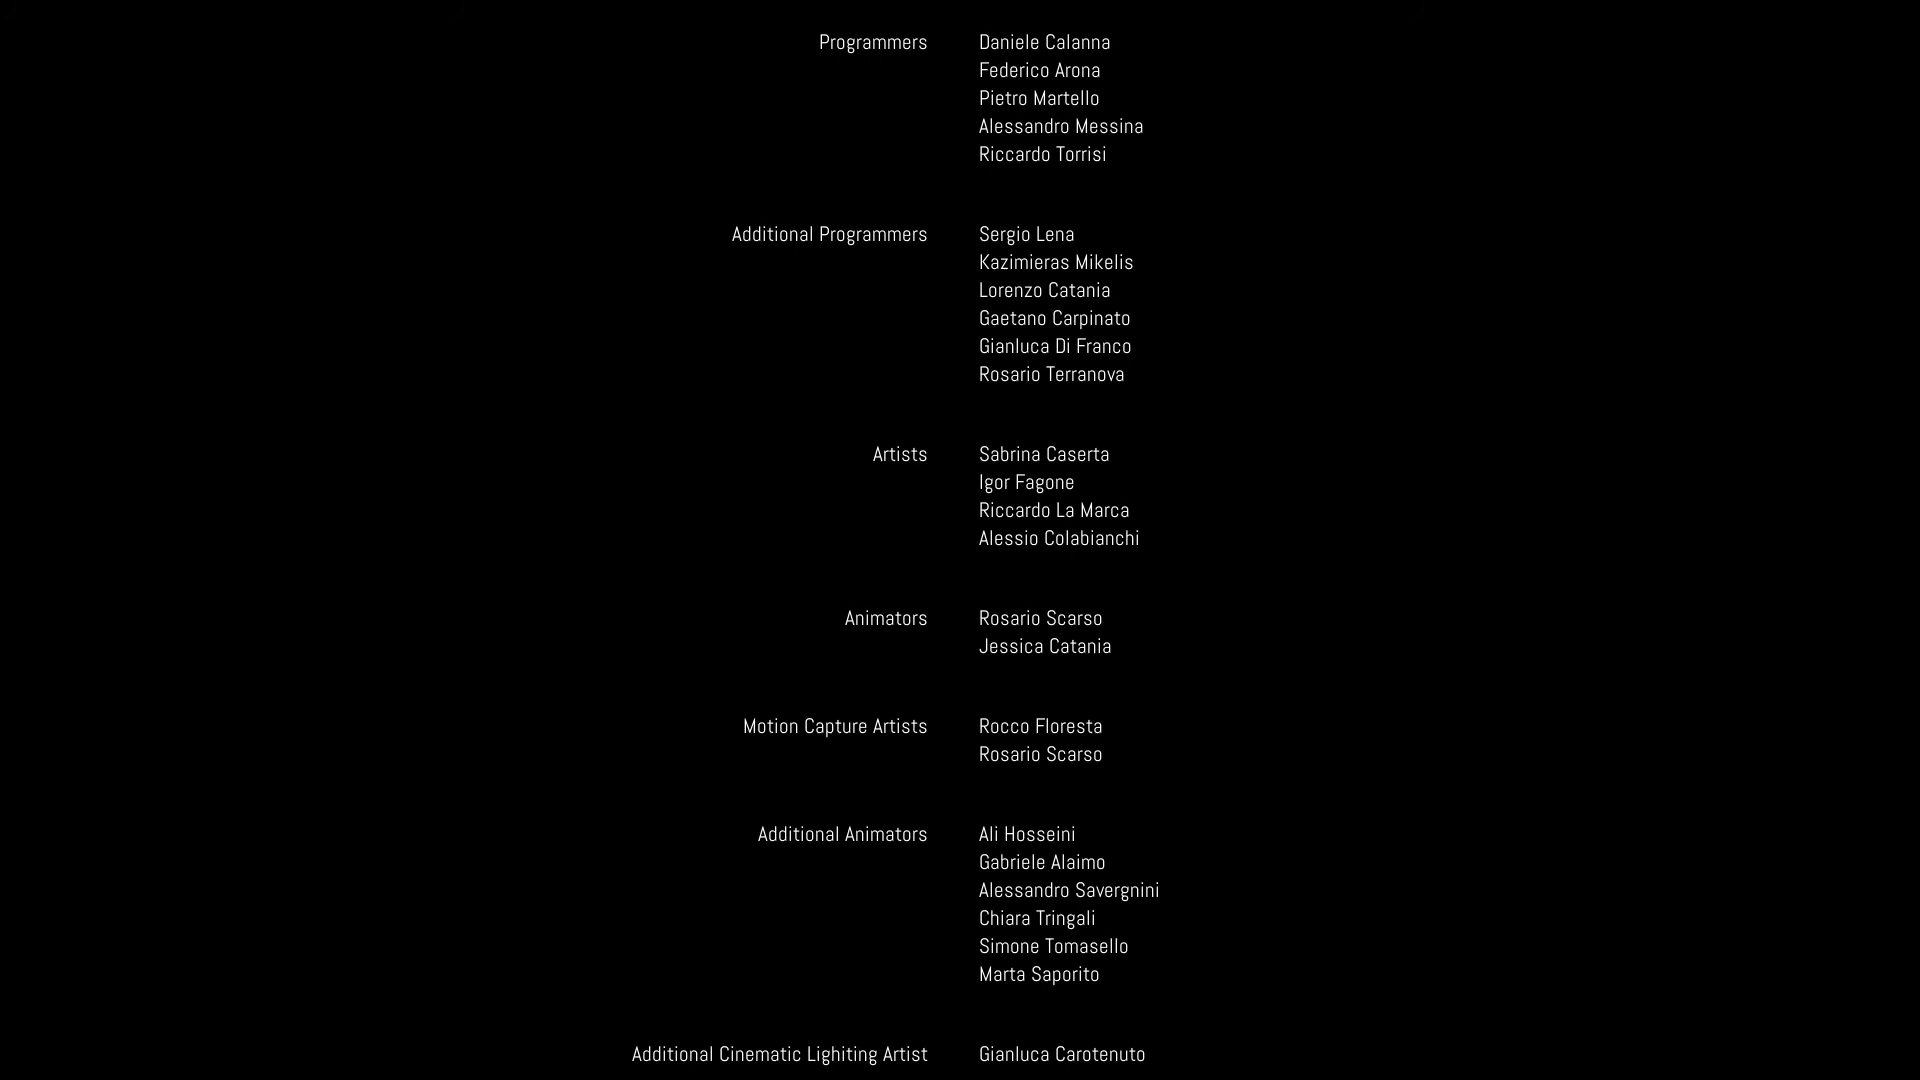 Programmers Daniele Calanna
Federico Arona
Pietro Martello
Alessandro Messina
Riccardo Torrisi
Additional Programmers Sergio Lena
Kazimieras Mikelis
Lorenzo Catania
Gaetano Carpinato
Gianluca Di Franco
Rosario Terranova
Artists Sabrina Caserta
Igor Fagone
Riccardo La Marca
Alessio Colabianchi
Animators Rosario Scarso
Jessica Catania
Motion Capture Artists Rocco Floresta
Rosario Scarso
Additional Animators Ali Hosseini
Gabriele Alaimo
Alessandro Savergnini
Chiara Tringali
Simone Tomasello
Marta Saporito
Additional Cinematic Lighiting Artist Gianluca Carotenuto